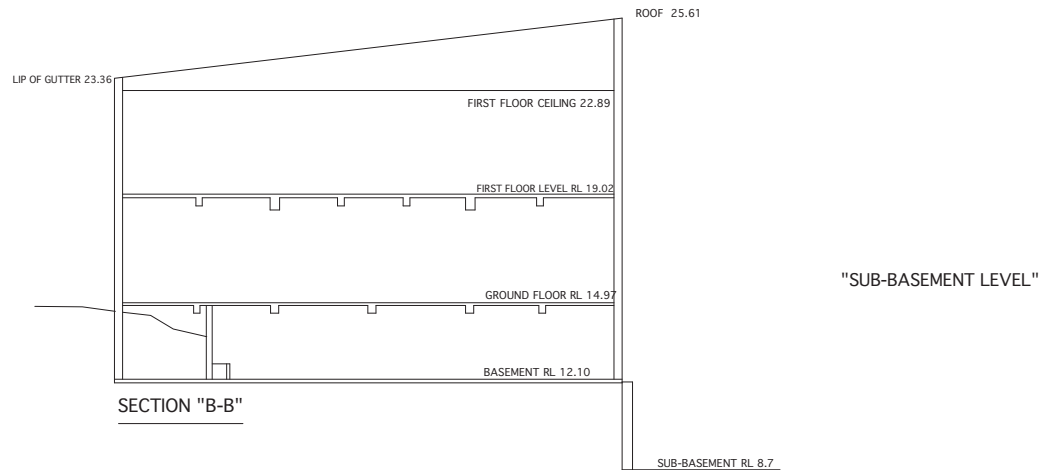 ROOF 25.61
LIP OF GUTTER 23.36
FIRST FLOOR CEILING 22.89
FIRST FLOOR LEVEL RL 19.02
"SUB-BASEMENT LEVEL"
GROUND FLOOR RL 14.97
BASEMENT RL 12.10
SECTION "B-B"
SUB-BASEMENT RL 8.7